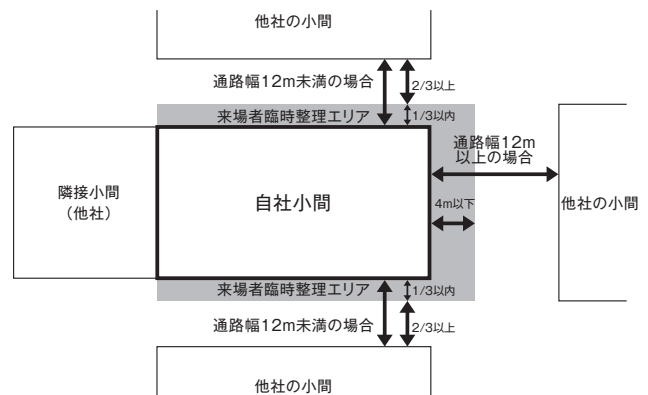 他社の小間
通路幅12m未満の場合
2/3以上
来場者臨時整理エリア
1/3以内
通路幅12m
以上の場合
隣接小間
（他社）
自社小間
他社の小間
4m以下
来場者臨時整理エリア
1/3以内
通路幅12m未満の場合
2/3以上
他社の小間